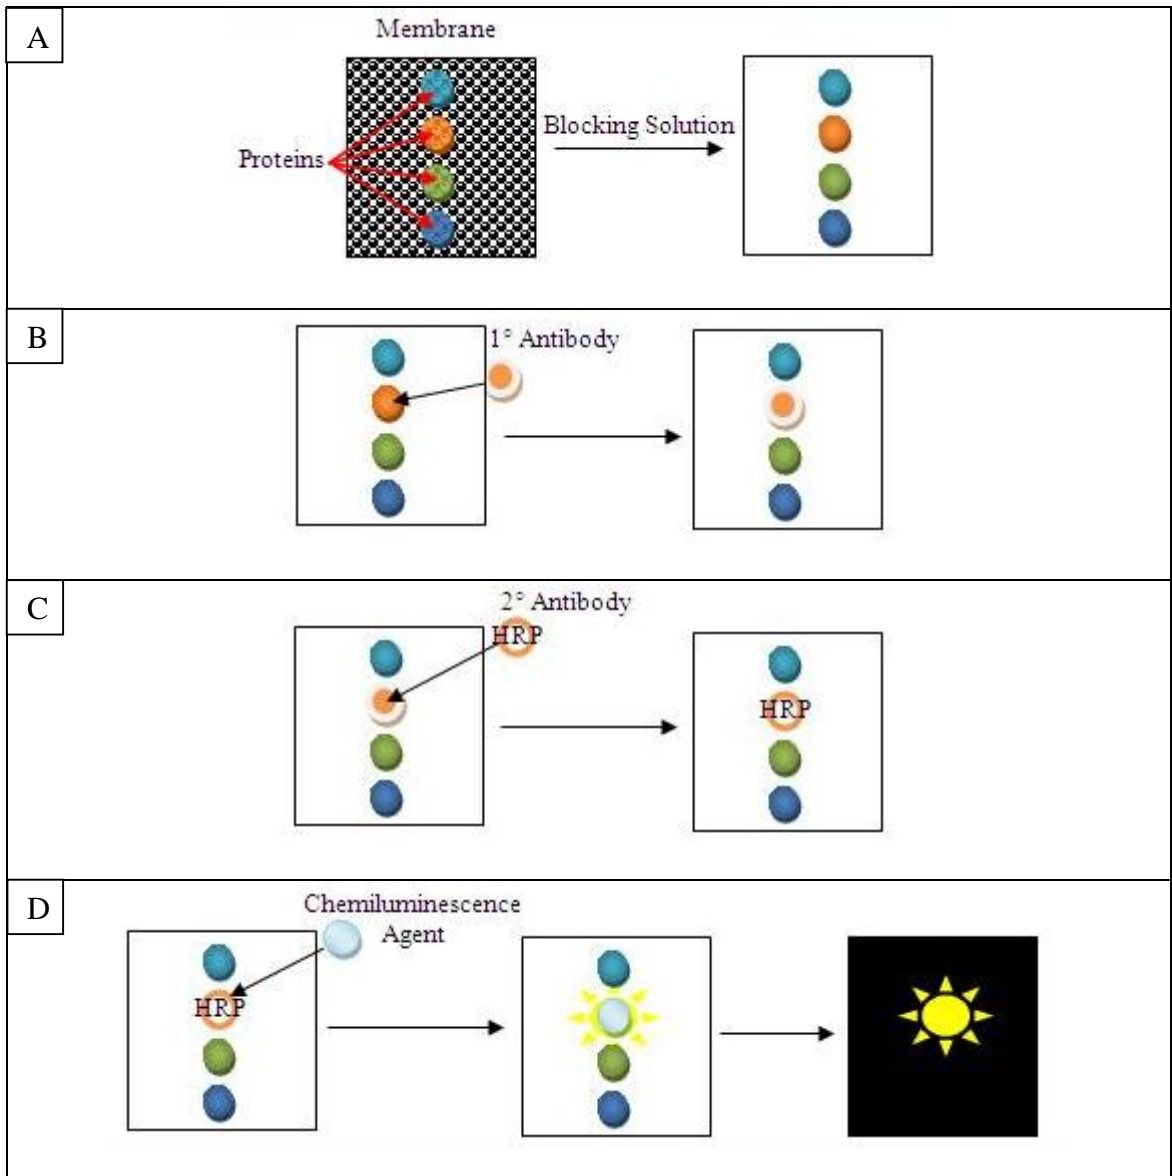 A
Membrane
Proteins
Blocking Solution
B
1° Antibody
C
2° Antibody
HRP
HRP
D
Chemiluminescence
Agent
HRP